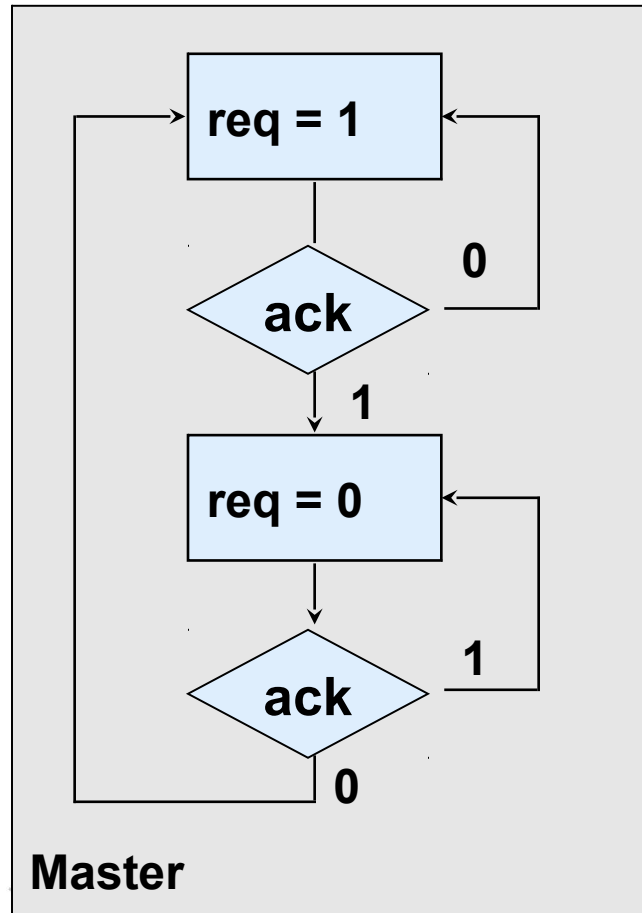 req = 1
0
ack
1
req = 0
1
ack
0
Master